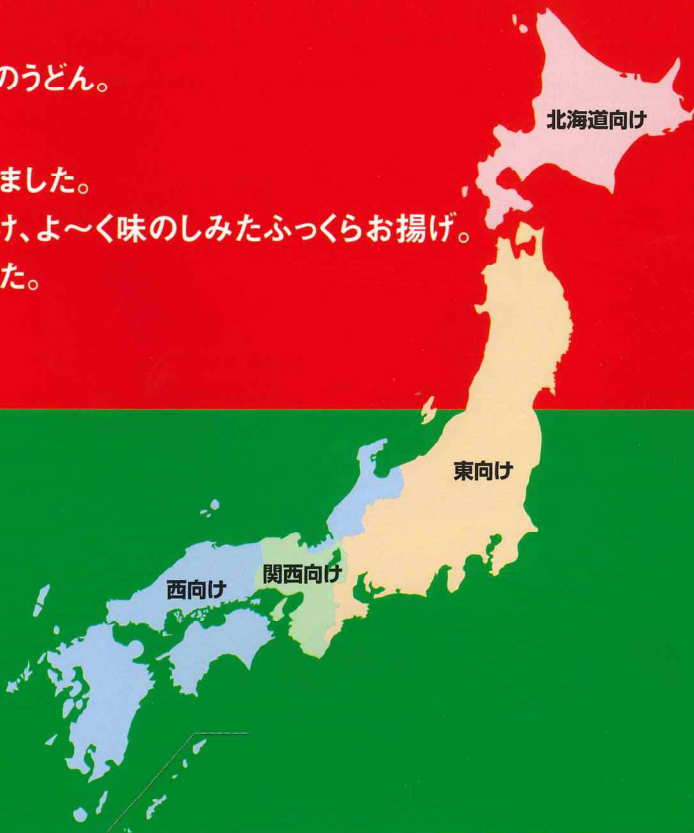 のうどん。
ました。
け、よ～く味のしみたふっくらお揚げ。
た。
北海道向け
東向け
関西向け
西向け